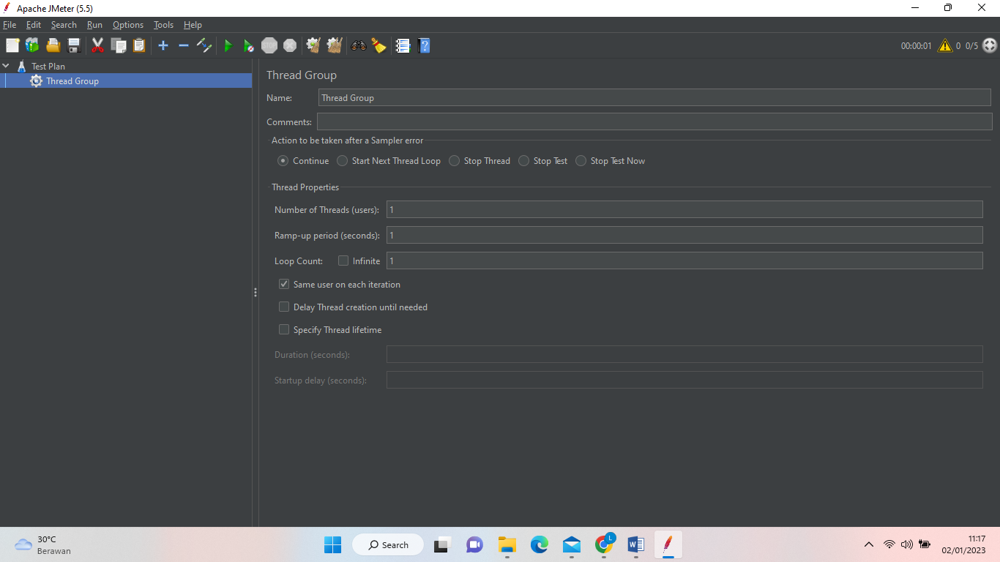 Apache JMeter (5.5)
File Edit Search Run Options Tools Help
STOP
00:00:01 0 0/5
Test Plan
Thread Group
Thread Group
Name: Thread Group
Comments:
Action to be taken after a Sampler error
Continue Start Next Thread Loop Stop Thread Stop Test Stop Test Now
Thread Properties
Number of Threads (users): 1
Ramp-up period (seconds): 1
Loop Count: Infinite 1
Same user on each iteration
Delay Thread creation until needed
Specify Thread lifetime
Duration (seconds):
Startup delay (seconds):
30°C
Berawan
Search
L
11:17
02/01/2023